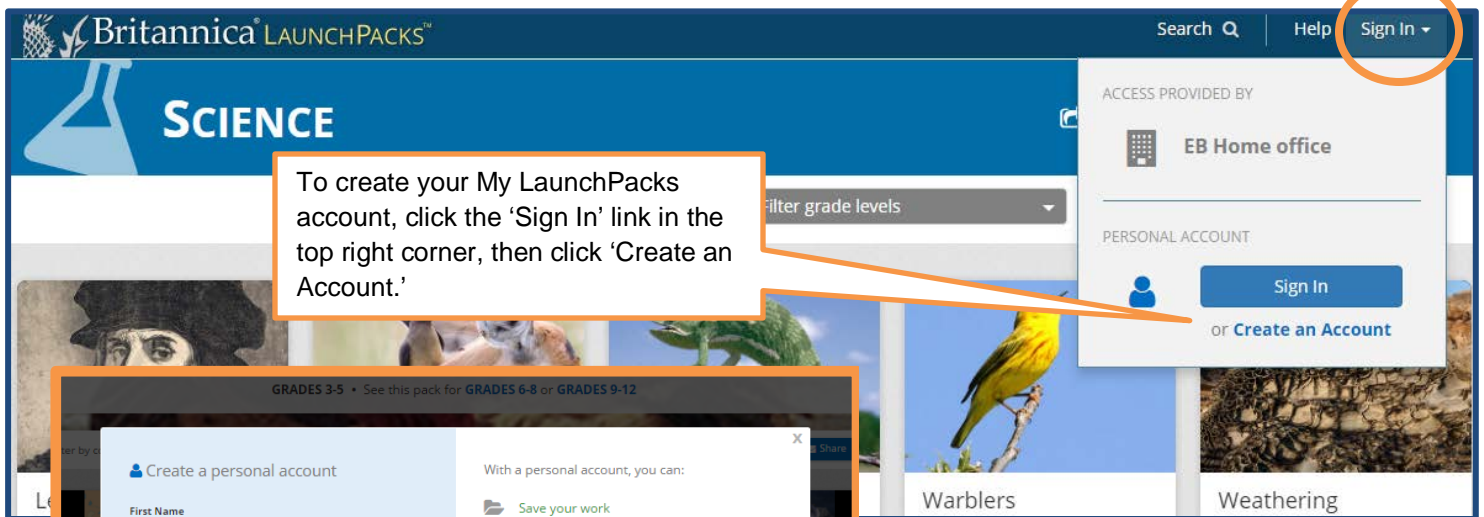 Britannica® LAUNCHPACKS™
Search
Help
Sign In
SCIENCE
ACCESS PROVIDED BY
EB Home office
PERSONAL ACCOUNT
Sign In
or Create an Account
To create your My LaunchPacks
account, click the ‘Sign In’ link in the
top right corner, then click ‘Create an
Account.’
Filter grade levels
GRADES 3-5 • See this pack for GRADES 6-8 or GRADES 9-12
Share
X
Create a personal account
With a personal account, you can:
First Name
Save your work
Warblers
Weathering